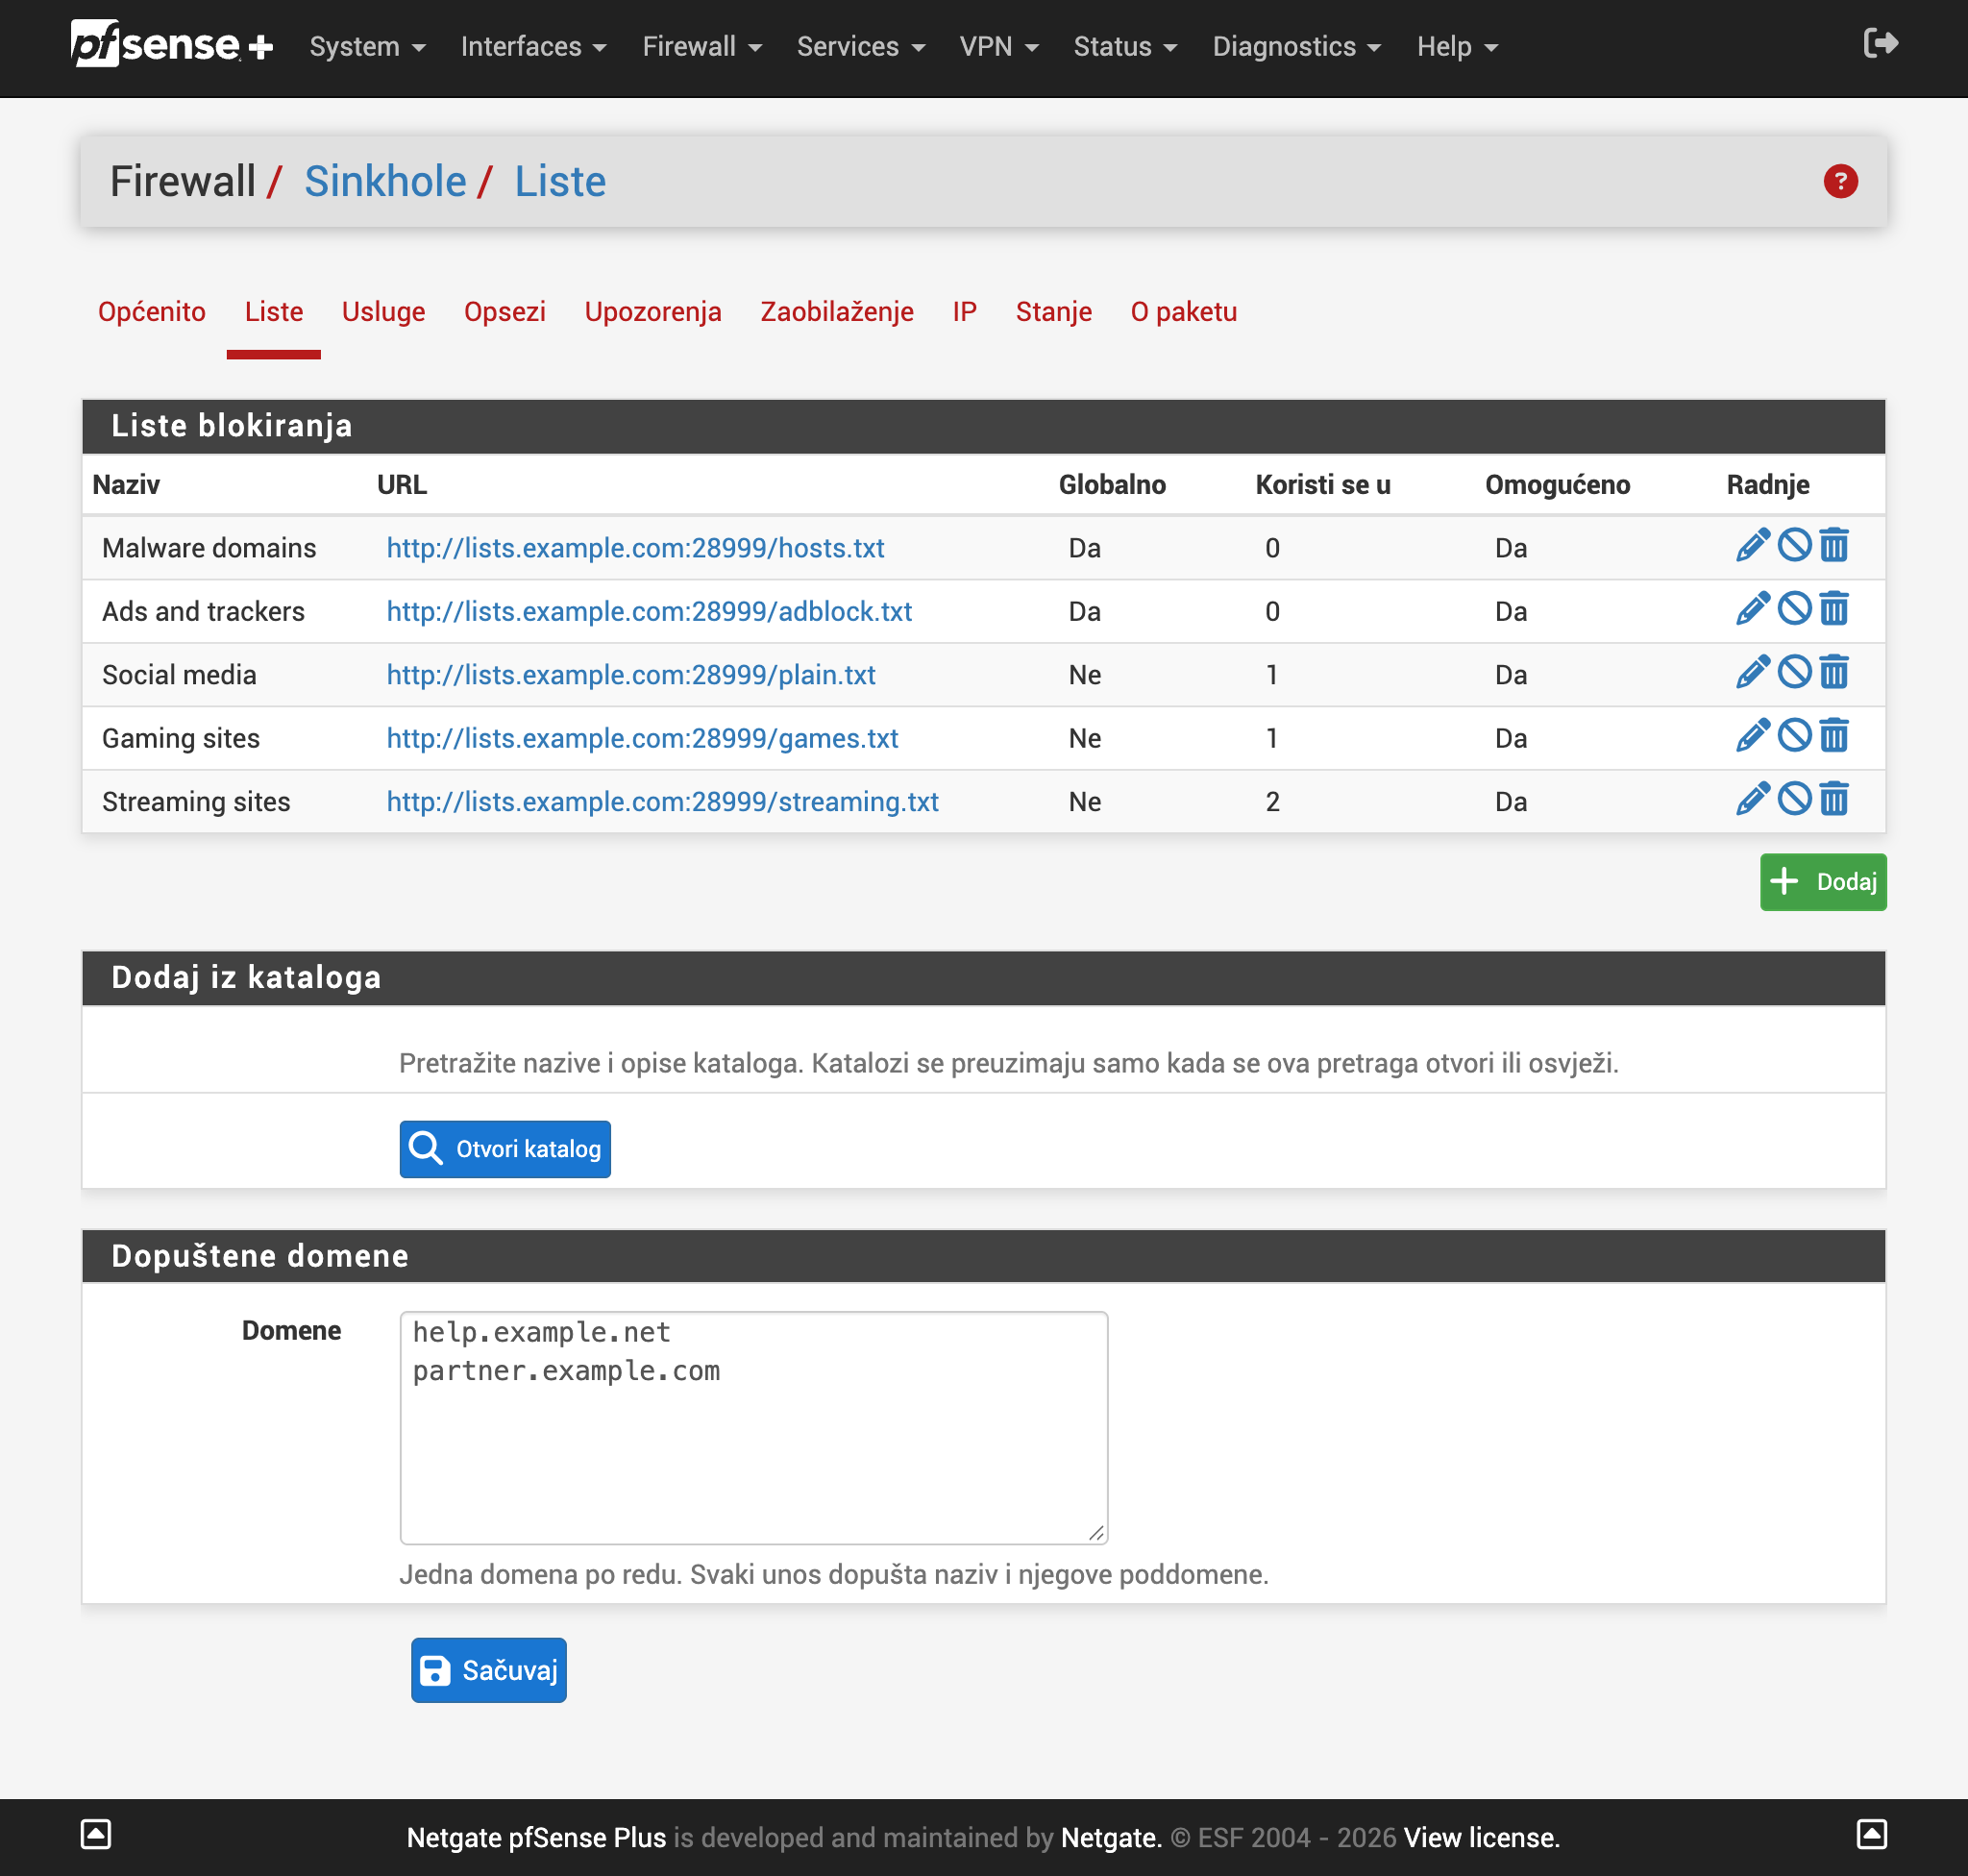 pfsense + System Interfaces Firewall Services VPN Status Diagnostics Help
Firewall / Sinkhole / Liste ?
Općenito Liste Usluge Opsezi Upozorenja Zaobilaženje IP Stanje O paketu
Liste blokiranja
Naziv URL Globalno Koristi se u Omogućeno Radnje
Malware domains http://lists.example.com:28999/hosts.txt Da 0 Da
Ads and trackers http://lists.example.com:28999/adblock.txt Da 0 Da
Social media http://lists.example.com:28999/plain.txt Ne 1 Da
Gaming sites http://lists.example.com:28999/games.txt Ne 1 Da
Streaming sites http://lists.example.com:28999/streaming.txt Ne 2 Da
Dodaj
Dodaj iz kataloga
Pretražite nazive i opise kataloga. Katalozi se preuzimaju samo kada se ova pretraga otvori ili osvježi.
Otvori katalog
Dopuštene domene
Domene
help.example.net
partner.example.com
Jedna domena po redu. Svaki unos dopušta naziv i njegove poddomene.
Sačuvaj
Netgate pfSense Plus is developed and maintained by Netgate. © ESF 2004 - 2026 View license.